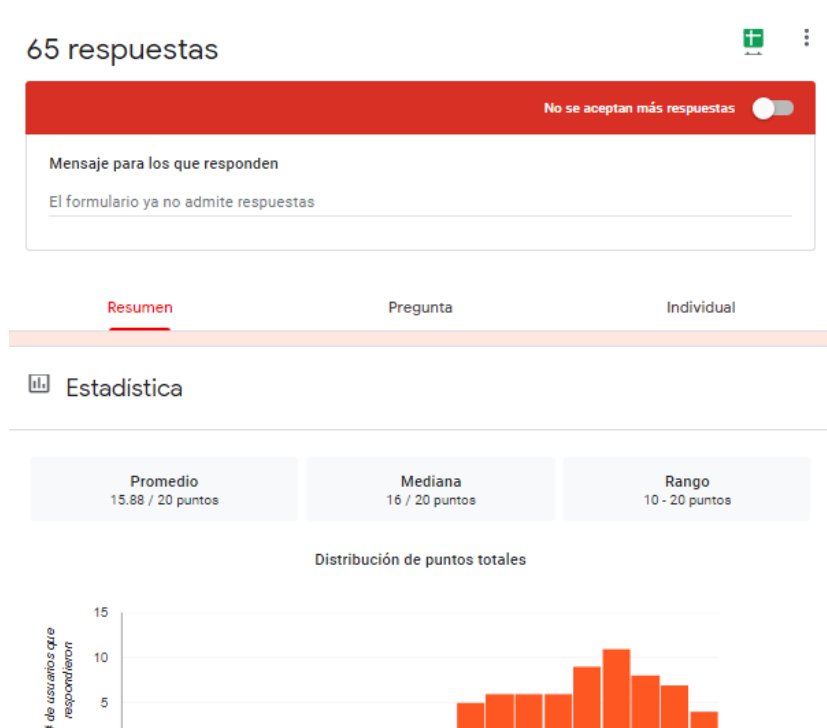 65 respuestas
No se aceptan más respuestas
Mensaje para los que responden
El formulario ya no admite respuestas
Resumen Pregunta Individual
Estadística
Promedio Mediana Rango
15.88 / 20 puntos 16 / 20 puntos 10 - 20 puntos
Distribución de puntos totales
15
10
5
de usuarios que
respondieron